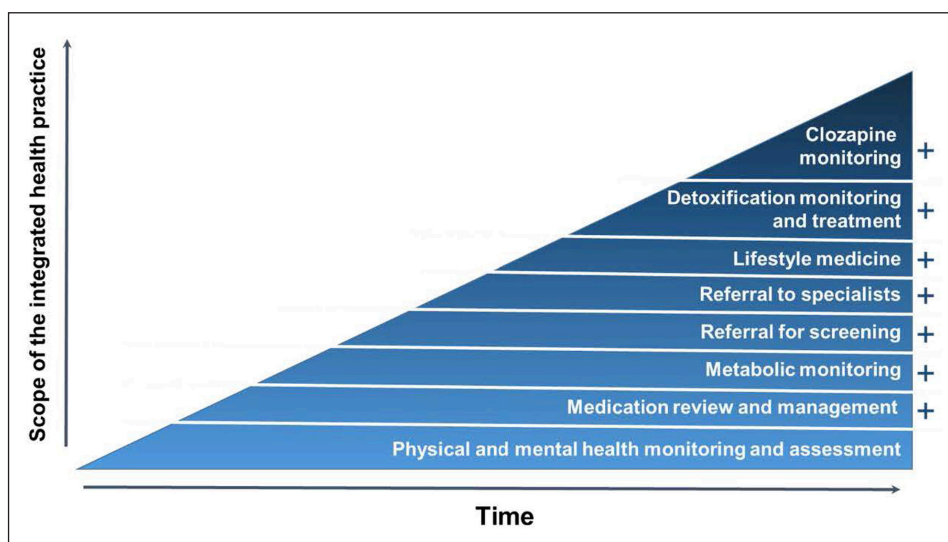 Scope of the integrated health practice
Clozapine
monitoring
+
Detoxification monitoring
and treatment
+
Lifestyle medicine
+
Referral to specialists
+
Referral for screening
+
Metabolic monitoring
+
Medication review and management
+
Physical and mental health monitoring and assessment
Time